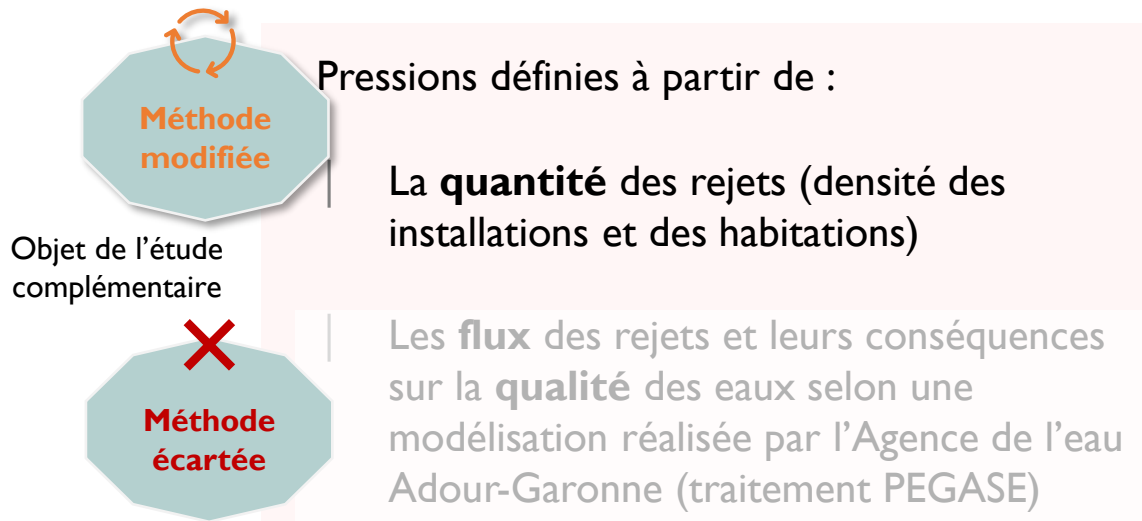 Méthode
modifiée
Objet de l’étude
complémentaire
Méthode
écartée
Pressions définies à partir de :
La quantité des rejets (densité des
installations et des habitations)
Les flux des rejets et leurs conséquences
sur la qualité des eaux selon une
modélisation réalisée par l’Agence de l’eau
Adour-Garonne (traitement PEGASE)